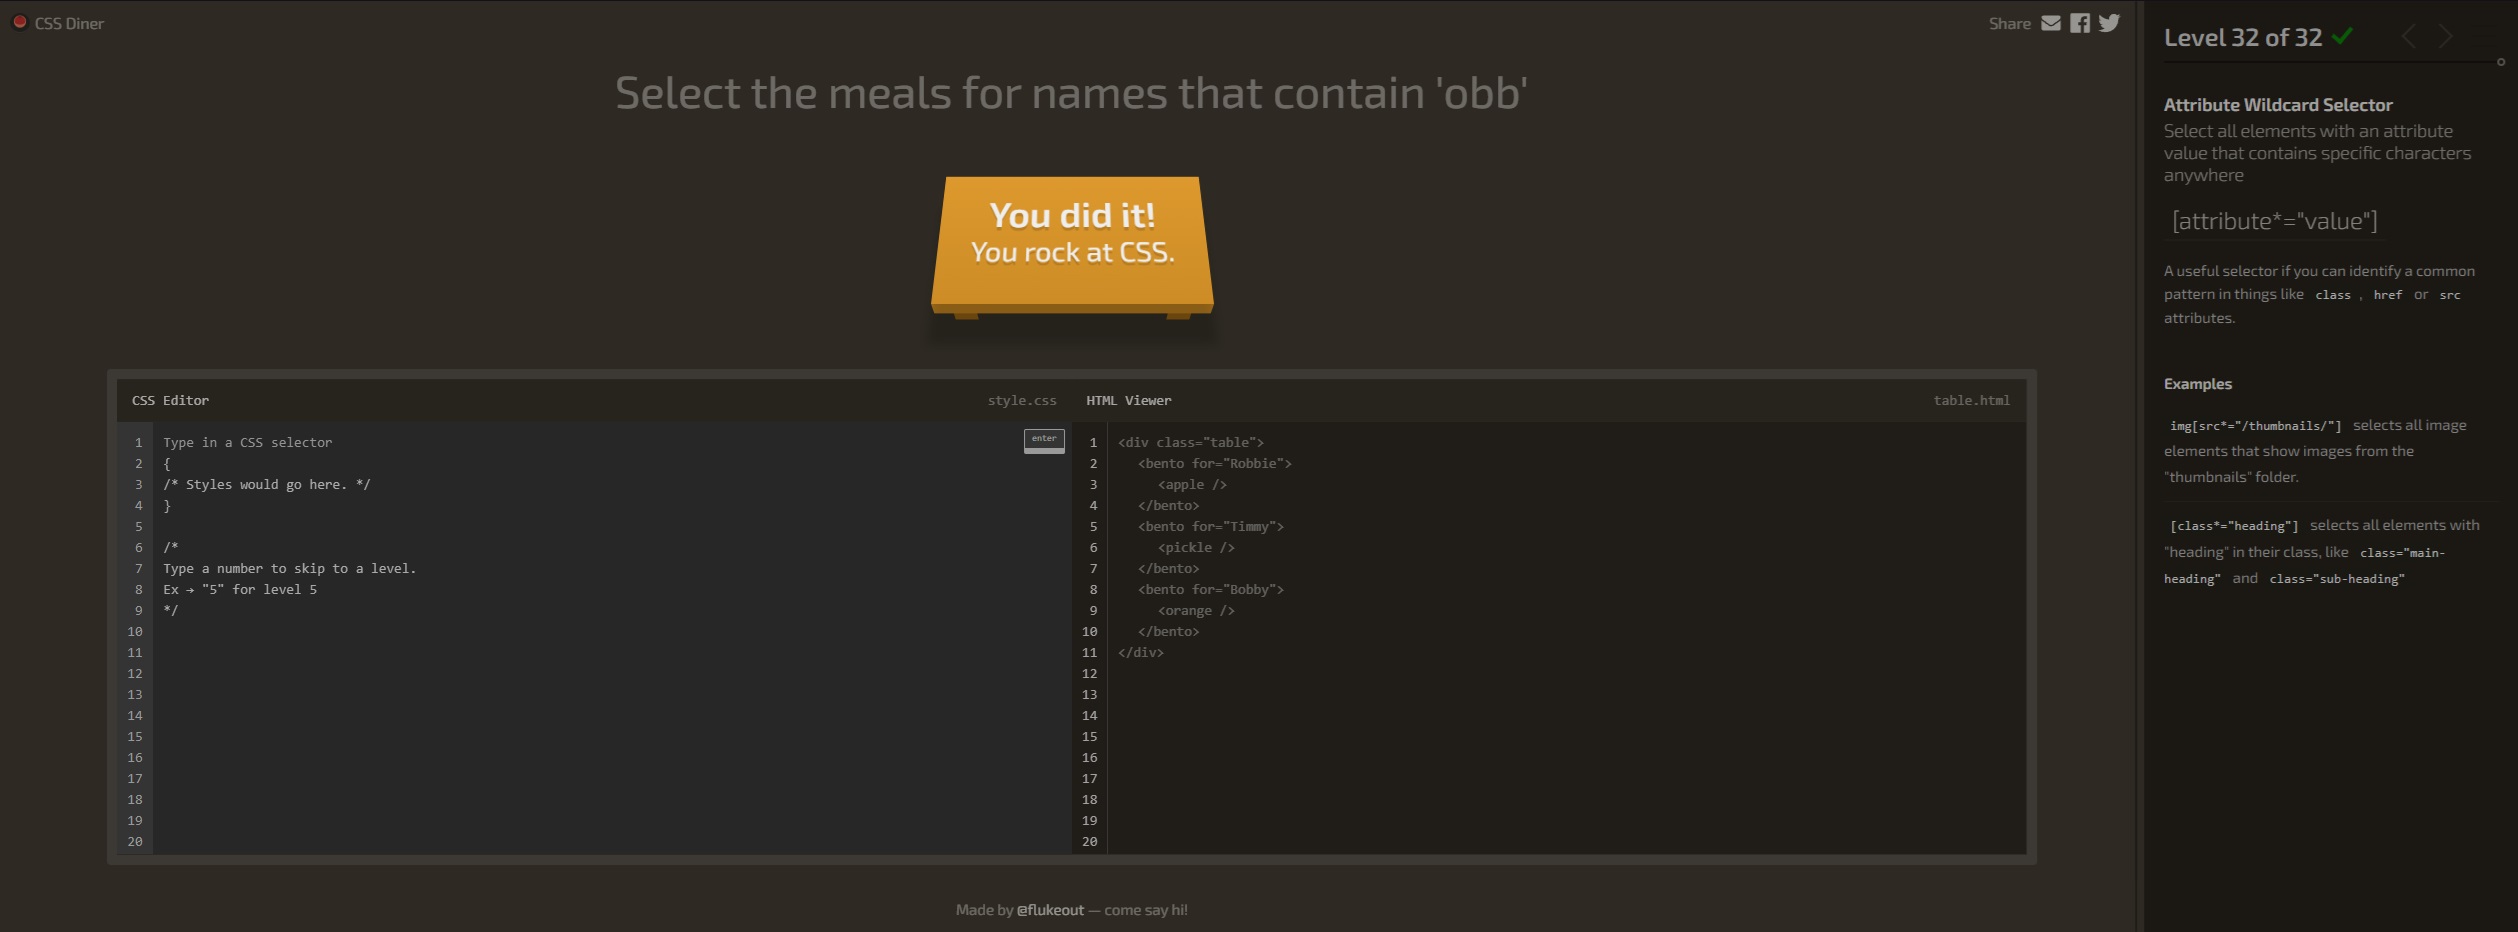 CSS Diner
Share
Select the meals for names that contain 'obb'
You did it!
You rock at CSS.
CSS Editor
style.css
1 Type in a CSS selector
enter
2 {
3 /* Styles would go here. */
4 }
5
6 /*
7 Type a number to skip to a level.
8 Ex → "5" for level 5
9 */
10
11
12
13
14
15
16
17
18
19
20
HTML Viewer
table.html
1 <div class="table">
2 <bento for="Robbie">
3 <apple />
4 </bento>
5 <bento for="Timmy">
6 <pickle />
7 </bento>
8 <bento for="Bobby">
9 <orange />
10 </bento>
11 </div>
12
13
14
15
16
17
18
19
20
Made by @flukeout — come say hi!
Level 32 of 32
Attribute Wildcard Selector
Select all elements with an attribute
value that contains specific characters
anywhere
[attribute*="value"]
A useful selector if you can identify a common
pattern in things like class , href or src
attributes.
Examples
img[src*="/thumbnails/"] selects all image
elements that show images from the
"thumbnails" folder.
[class*="heading"] selects all elements with
"heading" in their class, like class="main-
heading" and class="sub-heading"